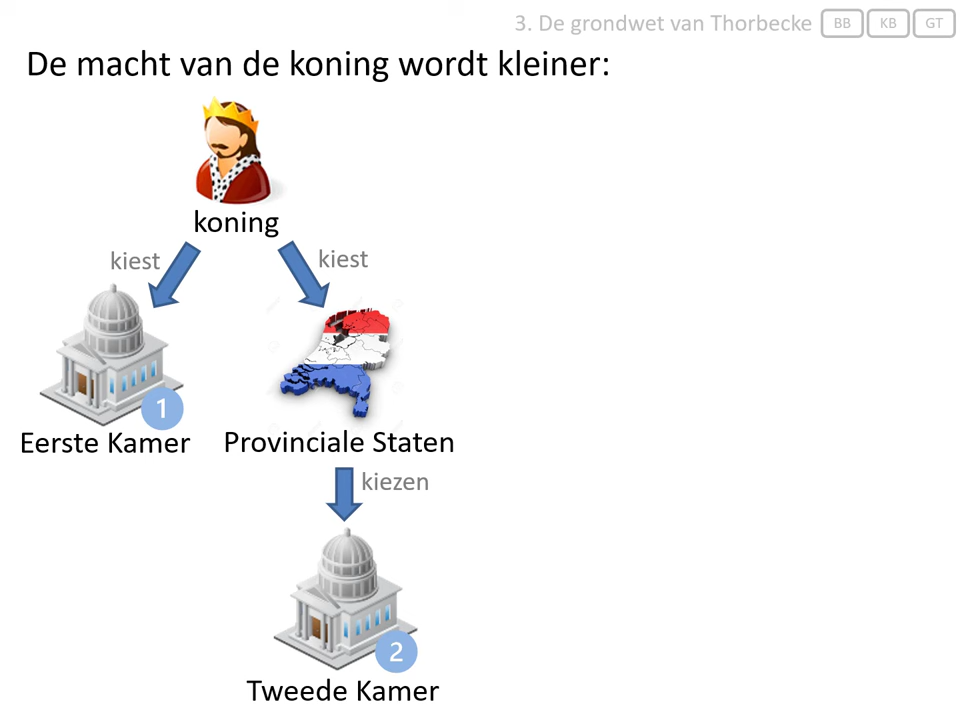 3. De grondwet van Thorbecke BB KB GT
De macht van de koning wordt kleiner:
koning
kiest kiest
1
Eerste Kamer Provinciale Staten
kiezen
2
Tweede Kamer